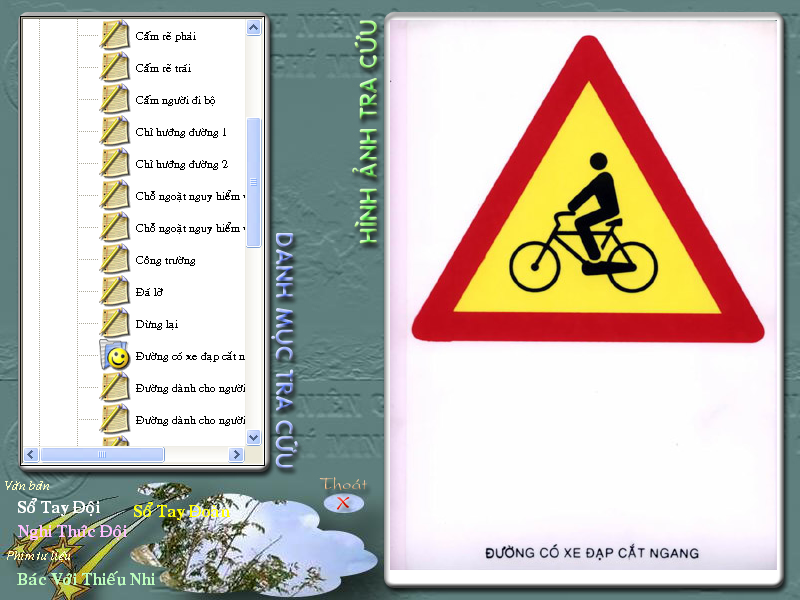 Cấm rẽ phải
Cấm rẽ trái
Cấm người đi bộ
Chỉ hướng đường 1
Chỉ hướng đường 2
Chỗ ngoặt nguy hiểm
Chỗ ngoặt nguy hiểm
Công trường
Đá lở
Dừng lại
Đường có xe đạp cắt n
Đường dành cho người
Đường dành cho người
DANH MỤC TRA CỨU
HÌNH ẢNH TRA CỨU
ĐƯỜNG CÓ XE ĐẠP CẮT NGANG
Văn bản
Sổ Tay Đội
Sổ Tay Đoàn
Nghi Thức Đội
Phim tư liệu
Bác Với Thiếu Nhi
Thoát
X